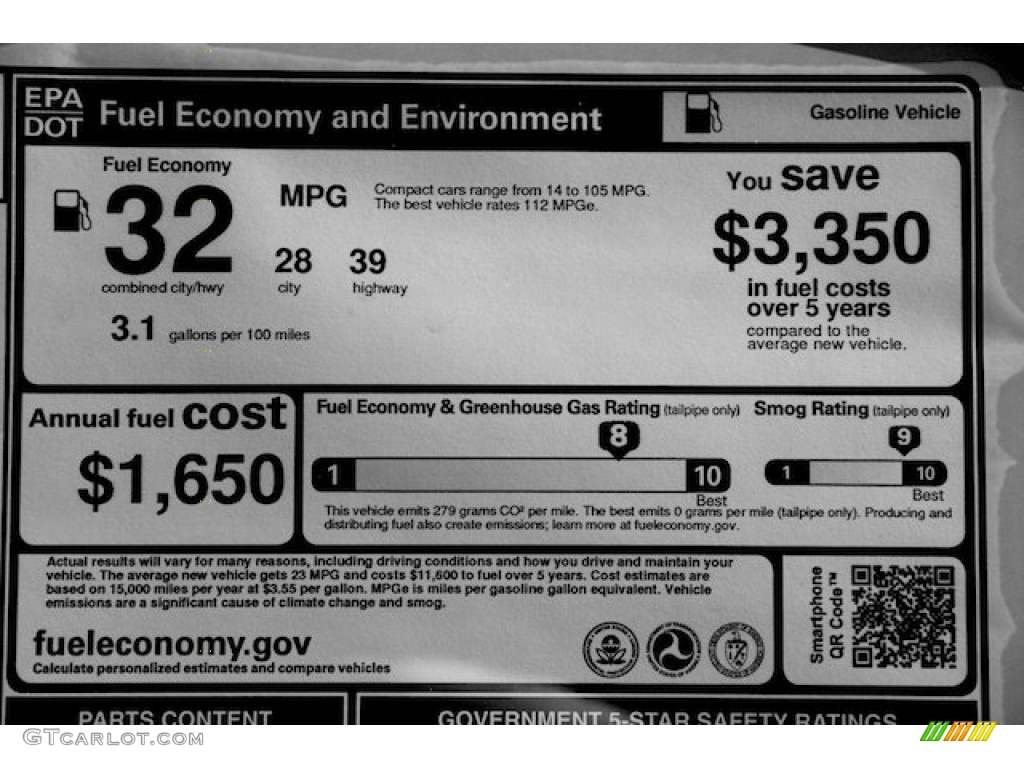 EPA
DOT
Fuel Economy and Environment
Gasoline Vehicle
Fuel Economy
32
MPG
combined city/hwy
28
city
39
highway
3.1 gallons per 100 miles
Compact cars range from 14 to 105 MPG.
The best vehicle rates 112 MPGe.
You save
$3,350
in fuel costs
over 5 years
compared to the
average new vehicle.
Annual fuel cost
$1,650
Fuel Economy & Greenhouse Gas Rating (tailpipe only)
8
1
10
Best
Smog Rating (tailpipe only)
9
1
10
Best
This vehicle emits 279 grams CO² per mile. The best emits 0 grams per mile (tailpipe only). Producing and
distributing fuel also create emissions; learn more at fueleconomy.gov.
Actual results will vary for many reasons, including driving conditions and how you drive and maintain your
vehicle. The average new vehicle gets 23 MPG and costs $11,600 to fuel over 5 years. Cost estimates are
based on 15,000 miles per year at $3.55 per gallon. MPGe is miles per gasoline gallon equivalent. Vehicle
emissions are a significant cause of climate change and smog.
fueleconomy.gov
Calculate personalized estimates and compare vehicles
Smartphone
QR Code™
PARTS CONTENT
GOVERNMENT 5-STAR SAFETY RATINGS
GTCARLOT.COM